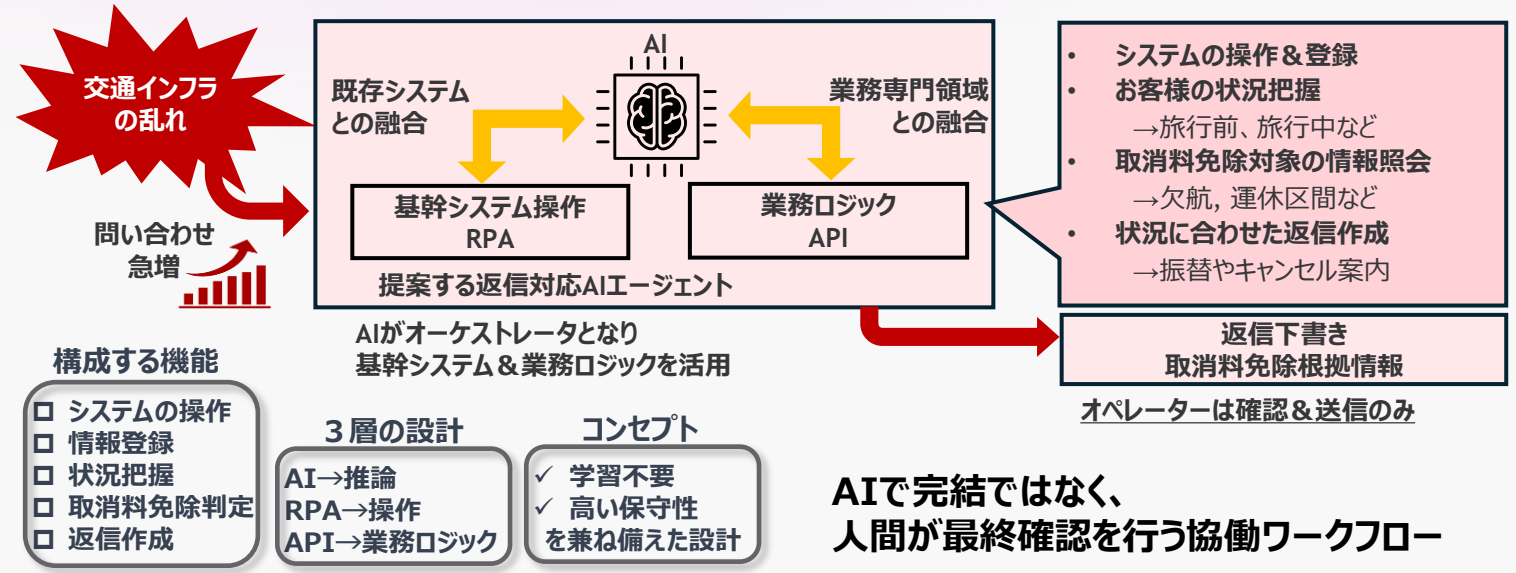 交通インフラ
の乱れ
問い合わせ
急増
AI
既存システム
との融合
業務専門領域
との融合
基幹システム操作
RPA
業務ロジック
API
提案する返信対応AIエージェント
AIがオーケストレータとなり
基幹システム＆業務ロジックを活用
• システムの操作＆登録
• お客様の状況把握
→旅行前、旅行中など
• 取消料免除対象の情報照会
→欠航, 運休区間など
• 状況に合わせた返信作成
→振替やキャンセル案内
返信下書き
取消料免除根拠情報
オペレーターは確認＆送信のみ
構成する機能
□ システムの操作
□ 情報登録
□ 状況把握
□ 取消料免除判定
□ 返信作成
３層の設計
AI→推論
RPA→操作
API→業務ロジック
コンセプト
✓ 学習不要
✓ 高い保守性
を兼ね備えた設計
AIで完結ではなく、
人間が最終確認を行う協働ワークフロー